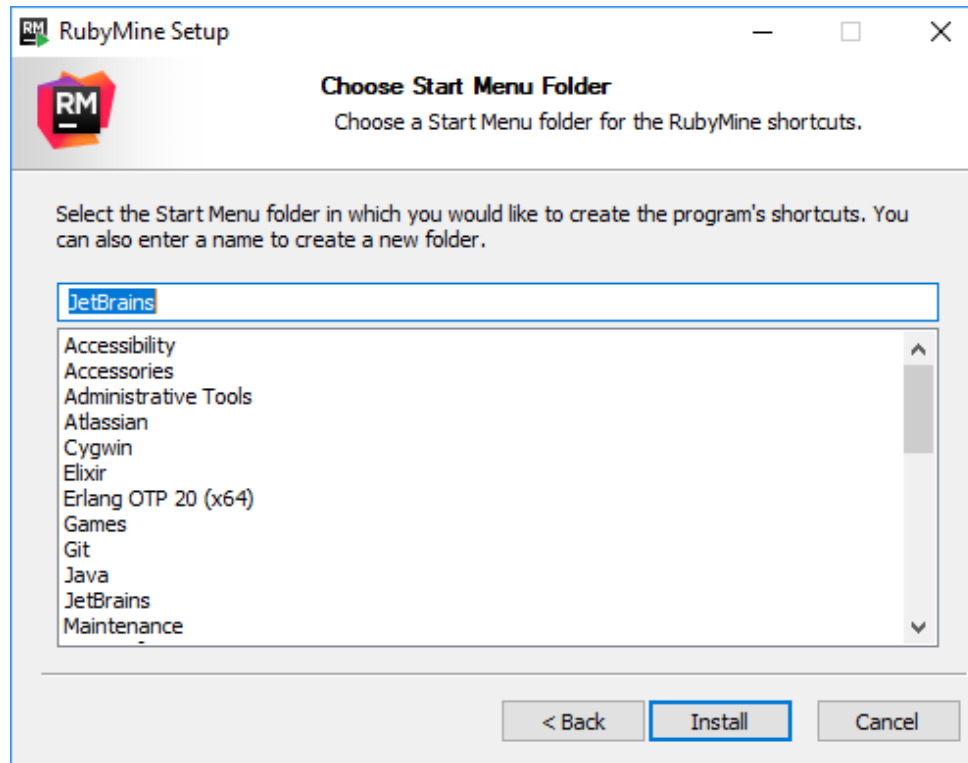 RM RubyMine Setup
RM
Choose Start Menu Folder
Choose a Start Menu folder for the RubyMine shortcuts.
Select the Start Menu folder in which you would like to create the program's shortcuts. You
can also enter a name to create a new folder.
JetBrains
Accessibility
Accessories
Administrative Tools
Atlassian
Cygwin
Elixir
Erlang OTP 20 (x64)
Games
Git
Java
JetBrains
Maintenance
< Back Install Cancel